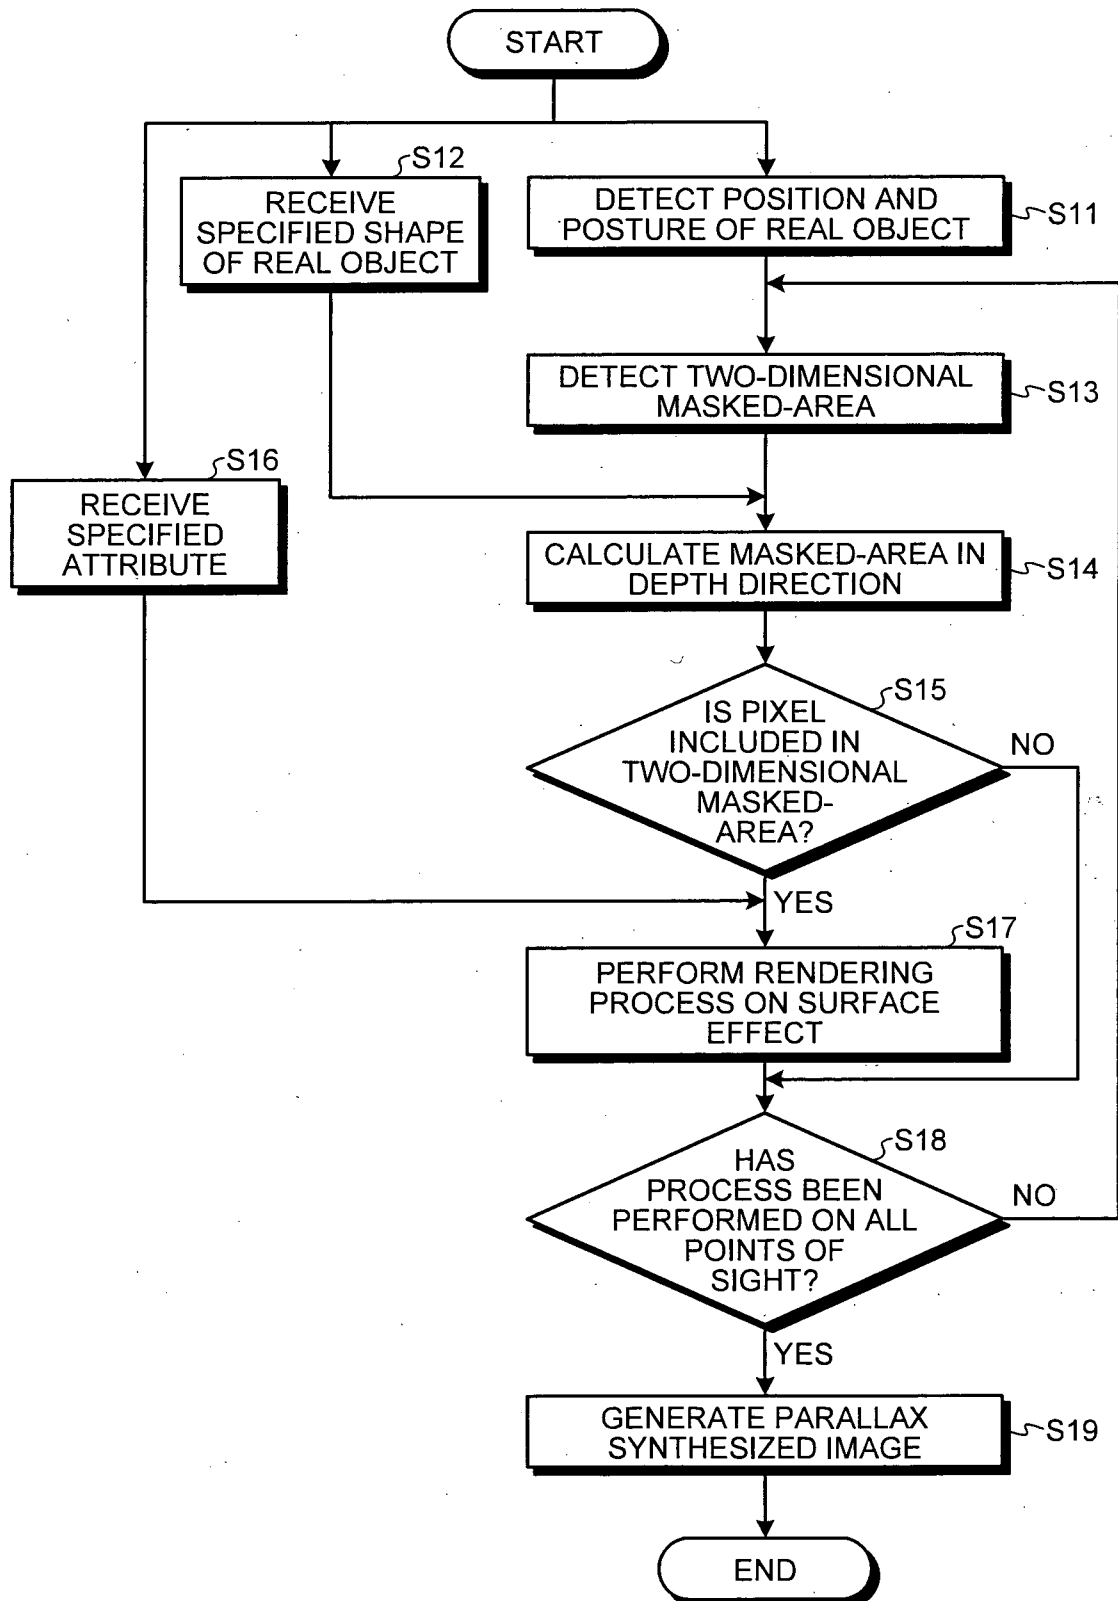 START
S12
RECEIVE
SPECIFIED SHAPE
OF REAL OBJECT
DETECT POSITION AND
POSTURE OF REAL OBJECT
S11
DETECT TWO-DIMENSIONAL
MASKED-AREA
S13
S16
RECEIVE
SPECIFIED
ATTRIBUTE
CALCULATE MASKED-AREA IN
DEPTH DIRECTION
S14
S15
IS PIXEL
INCLUDED IN
TWO-DIMENSIONAL
MASKED-
AREA?
NO
YES
S17
PERFORM RENDERING
PROCESS ON SURFACE
EFFECT
S18
HAS
PROCESS BEEN
PERFORMED ON ALL
POINTS OF
SIGHT?
NO
YES
GENERATE PARALLAX
SYNTHESIZED IMAGE
S19
END